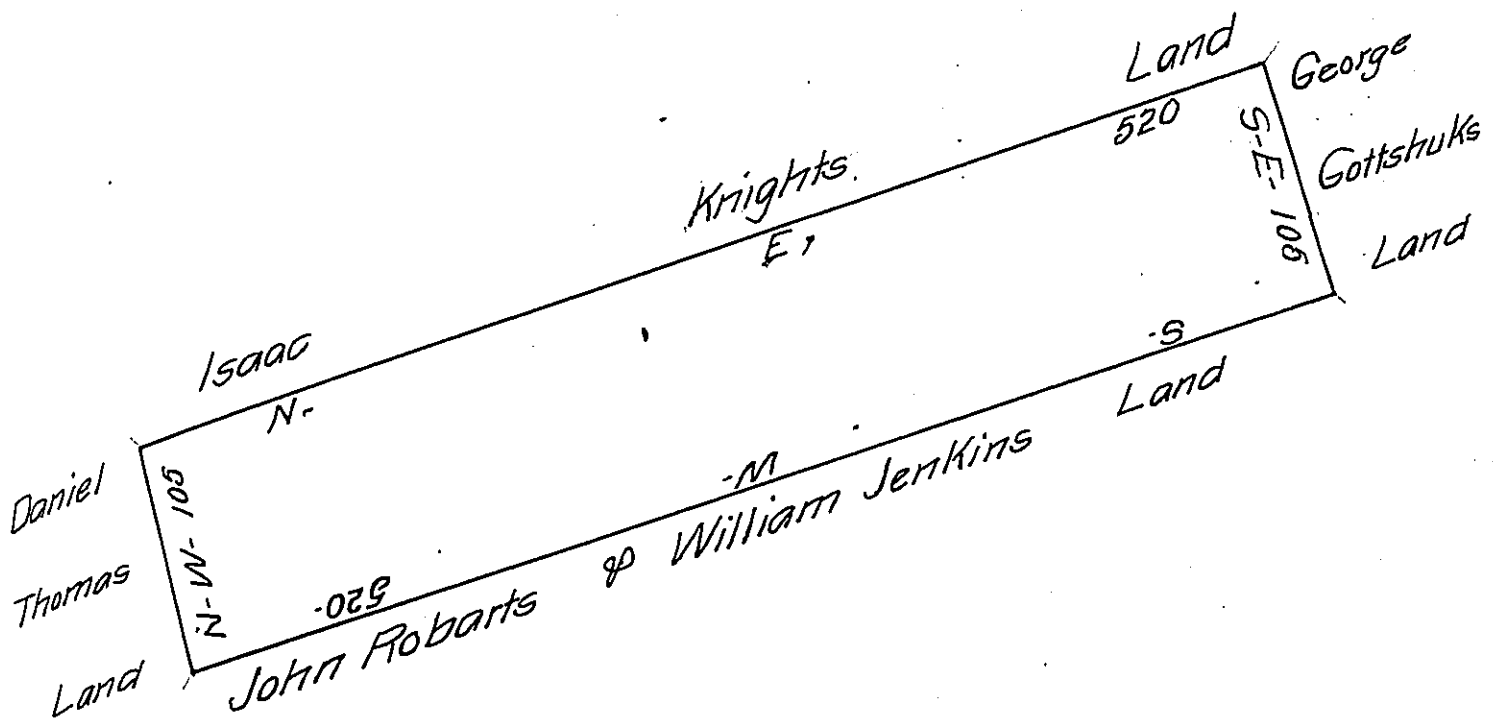 Isaac Knights. Land
N- E, 520
George
Gottshuks
Land
S-E- 106
John Robarts & William Jenkins Land
S- W- 520-
Daniel
Thomas
Land
N-W- 105